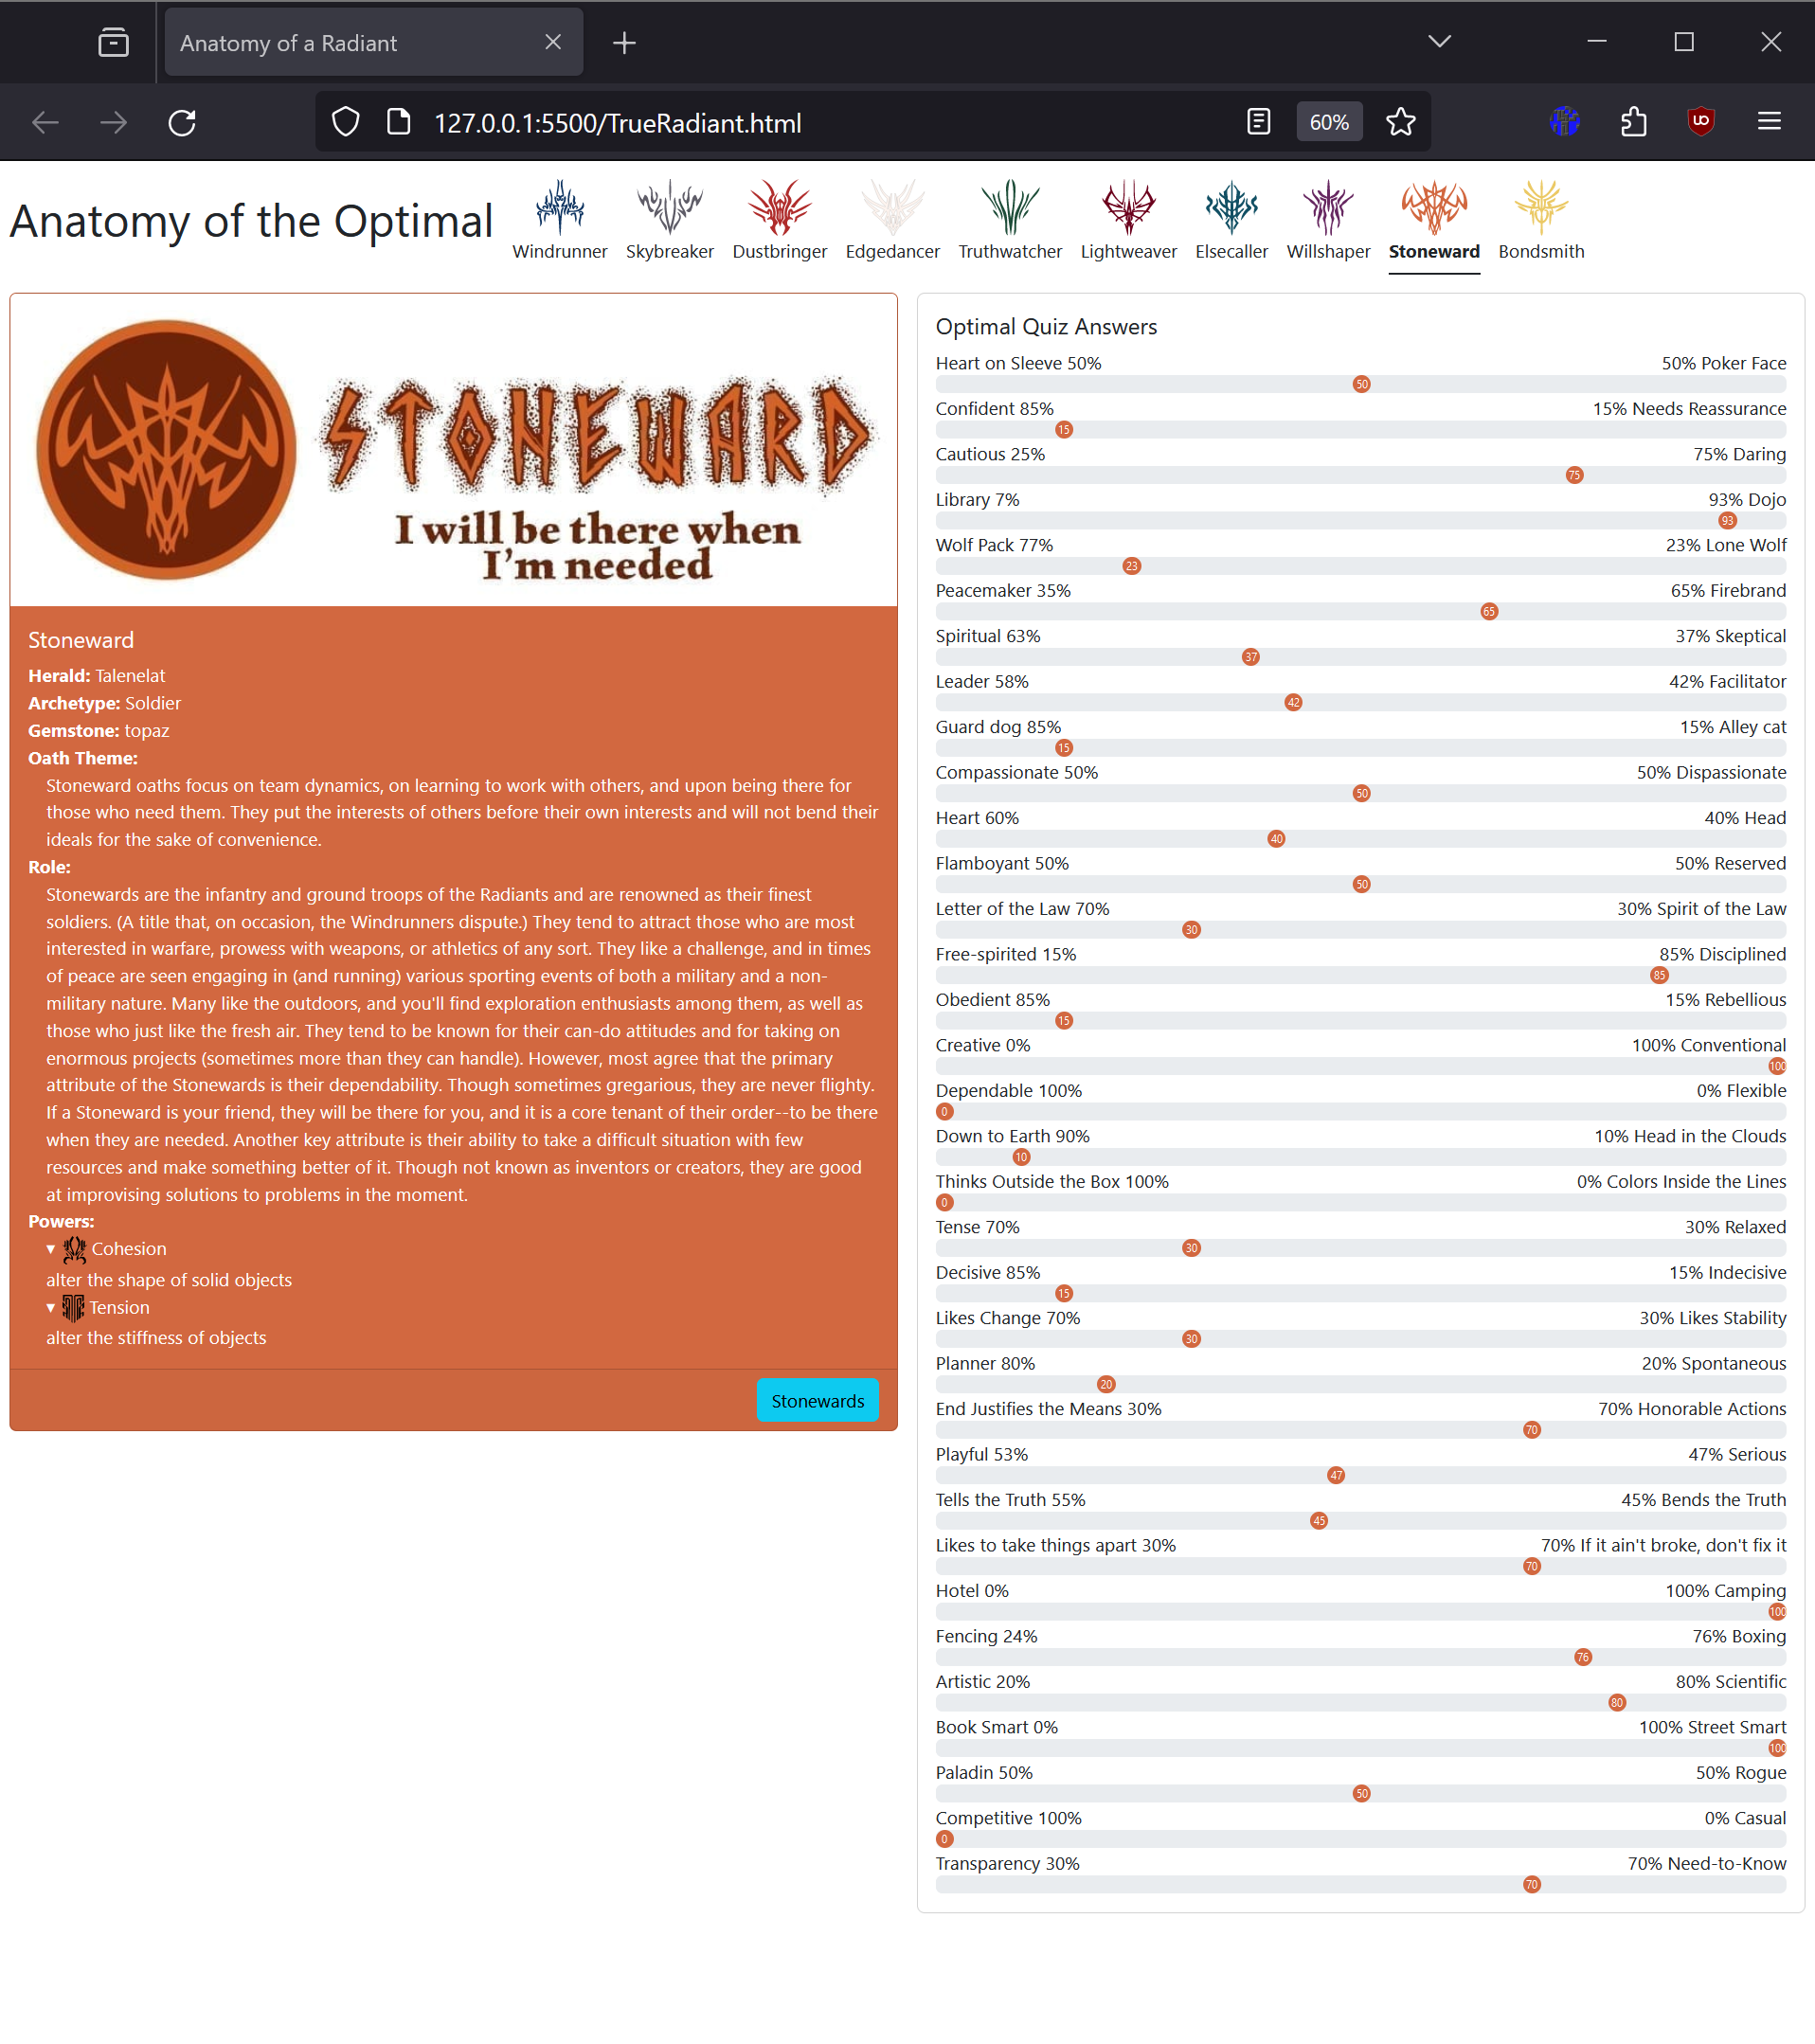 Anatomy of a Radiant
127.0.0.1:5500/TrueRadiant.html
60%
Anatomy of the Optimal
Windrunner
Skybreaker
Dustbringer
Edgedancer
Truthwatcher
Lightweaver
Elsecaller
Willshaper
Stoneward
Bondsmith
STONEWARD
I will be there when
I'm needed
Stoneward
Herald: Talenelat
Archetype: Soldier
Gemstone: topaz
Oath Theme:
Stoneward oaths focus on team dynamics, on learning to work with others, and upon being there for
those who need them. They put the interests of others before their own interests and will not bend their
ideals for the sake of convenience.
Role:
Stonewards are the infantry and ground troops of the Radiants and are renowned as their finest
soldiers. (A title that, on occasion, the Windrunners dispute.) They tend to attract those who are most
interested in warfare, prowess with weapons, or athletics of any sort. They like a challenge, and in times
of peace are seen engaging in (and running) various sporting events of both a military and a non-
military nature. Many like the outdoors, and you'll find exploration enthusiasts among them, as well as
those who just like the fresh air. They tend to be known for their can-do attitudes and for taking on
enormous projects (sometimes more than they can handle). However, most agree that the primary
attribute of the Stonewards is their dependability. Though sometimes gregarious, they are never flighty.
If a Stoneward is your friend, they will be there for you, and it is a core tenant of their order--to be there
when they are needed. Another key attribute is their ability to take a difficult situation with few
resources and make something better of it. Though not known as inventors or creators, they are good
at improvising solutions to problems in the moment.
Powers:
▾ Cohesion
alter the shape of solid objects
▾ Tension
alter the stiffness of objects
Stonewards
Optimal Quiz Answers
Heart on Sleeve 50% 50% Poker Face
50
Confident 85% 15% Needs Reassurance
15
Cautious 25% 75% Daring
75
Library 7% 93% Dojo
93
Wolf Pack 77% 23% Lone Wolf
23
Peacemaker 35% 65% Firebrand
65
Spiritual 63% 37% Skeptical
37
Leader 58% 42% Facilitator
42
Guard dog 85% 15% Alley cat
15
Compassionate 50% 50% Dispassionate
50
Heart 60% 40% Head
40
Flamboyant 50% 50% Reserved
50
Letter of the Law 70% 30% Spirit of the Law
30
Free-spirited 15% 85% Disciplined
85
Obedient 85% 15% Rebellious
15
Creative 0% 100% Conventional
100
Dependable 100% 0% Flexible
0
Down to Earth 90% 10% Head in the Clouds
10
Thinks Outside the Box 100% 0% Colors Inside the Lines
0
Tense 70% 30% Relaxed
30
Decisive 85% 15% Indecisive
15
Likes Change 70% 30% Likes Stability
30
Planner 80% 20% Spontaneous
20
End Justifies the Means 30% 70% Honorable Actions
70
Playful 53% 47% Serious
47
Tells the Truth 55% 45% Bends the Truth
45
Likes to take things apart 30% 70% If it ain't broke, don't fix it
70
Hotel 0% 100% Camping
100
Fencing 24% 76% Boxing
76
Artistic 20% 80% Scientific
80
Book Smart 0% 100% Street Smart
100
Paladin 50% 50% Rogue
50
Competitive 100% 0% Casual
0
Transparency 30% 70% Need-to-Know
70